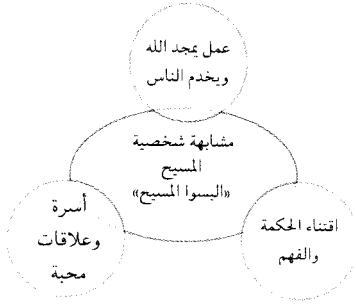 عمل يمجد الله
ويخدم الناس
مشابهة شخصية
المسيح
«البسوا المسيح»
اقتناء الحكمة
والفهم
أسرة
وعلاقات
محبة